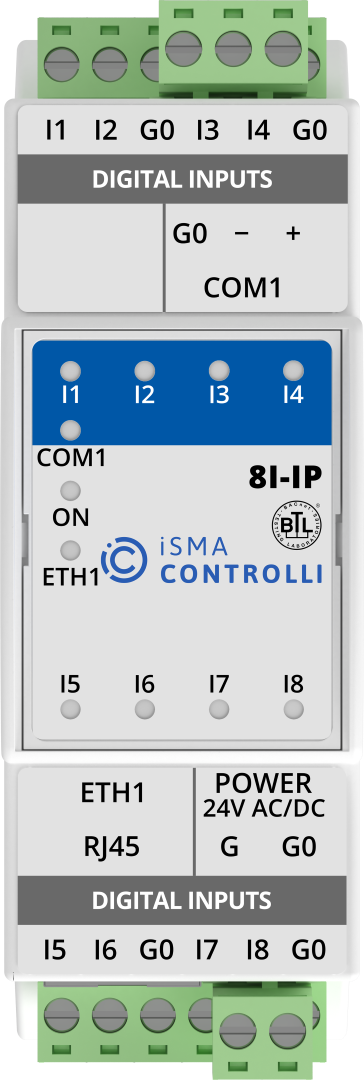 I1 I2 G0 I3 I4 G0
DIGITAL INPUTS
G0 − +
COM1
I1 I2 I3 I4
COM1
8I-IP
ON
BTL
ETH1
iSMA
CONTROLLI
I5 I6 I7 I8
ETH1
POWER
24V AC/DC
RJ45
G G0
DIGITAL INPUTS
I5 I6 G0 I7 I8 G0